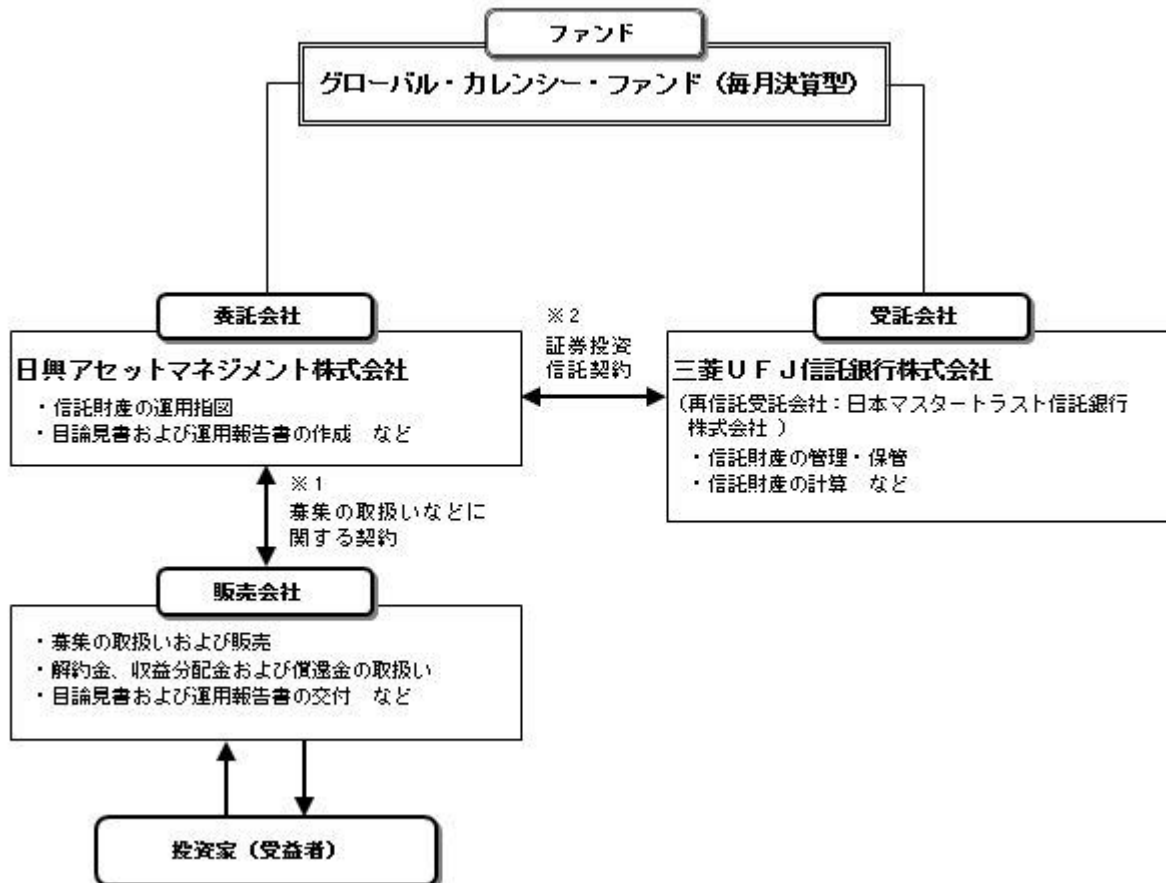 ファンド
グローバル・カレンシー・ファンド（毎月決算型）
委託会社
日興アセットマネジメント株式会社
・信託財産の運用指図
・目論見書および運用報告書の作成　など
※２
証券投資
信託契約
受託会社
三菱ＵＦＪ信託銀行株式会社
（再信託受託会社：日本マスタートラスト信託銀行
株式会社）
・信託財産の管理・保管
・信託財産の計算　など
※１
募集の取扱いなどに
関する契約
販売会社
・募集の取扱いおよび販売
・解約金、収益分配金および償還金の取扱い
・目論見書および運用報告書の交付　など
投資家（受益者）